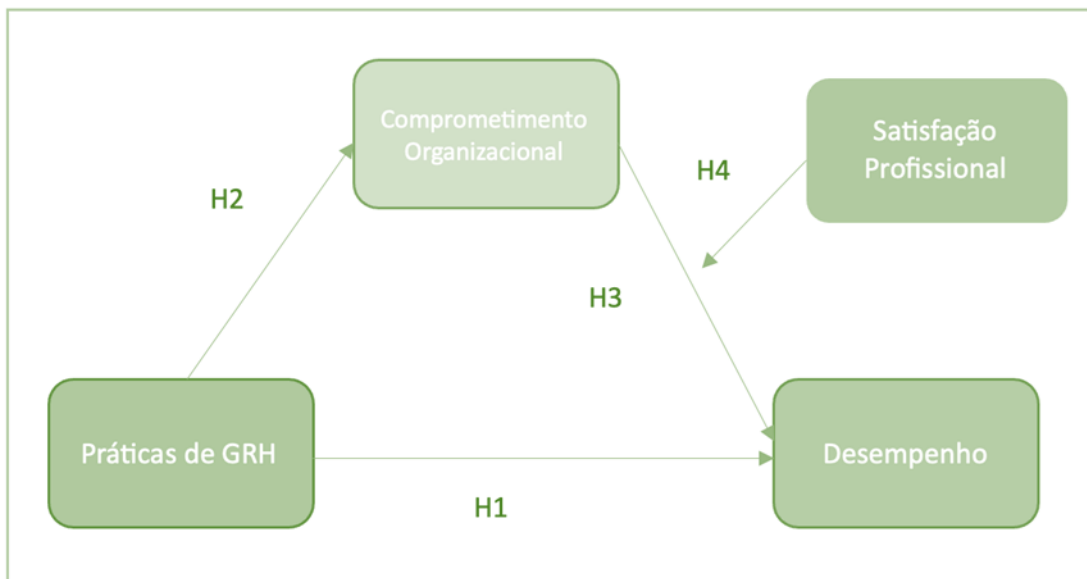 Comprometimento
Organizacional
Satisfação
Profissional
H4
H2
H3
Práticas de GRH
Desempenho
H1